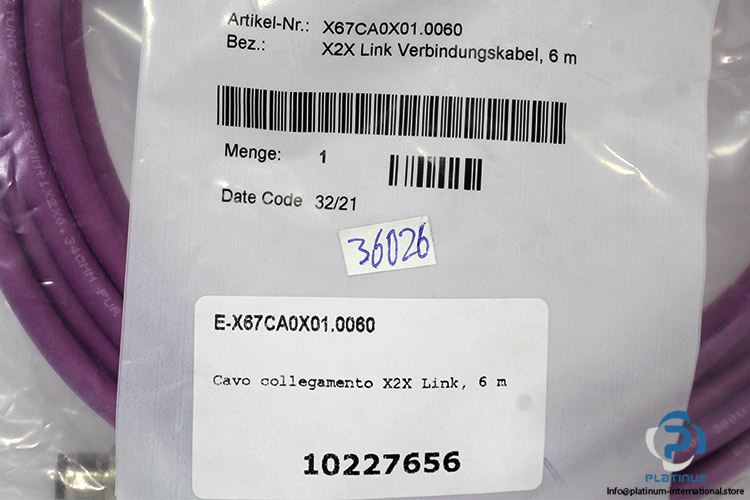 Artikel-Nr.: X67CA0X01.0060
Bez.: X2X Link Verbindungskabel, 6 m
Menge: 1
Date Code 32/21
36026
E-X67CA0X01.0060
Cavo collegamento X2X Link, 6 m
10227656
PLATINUM
Info@platinum-international.store